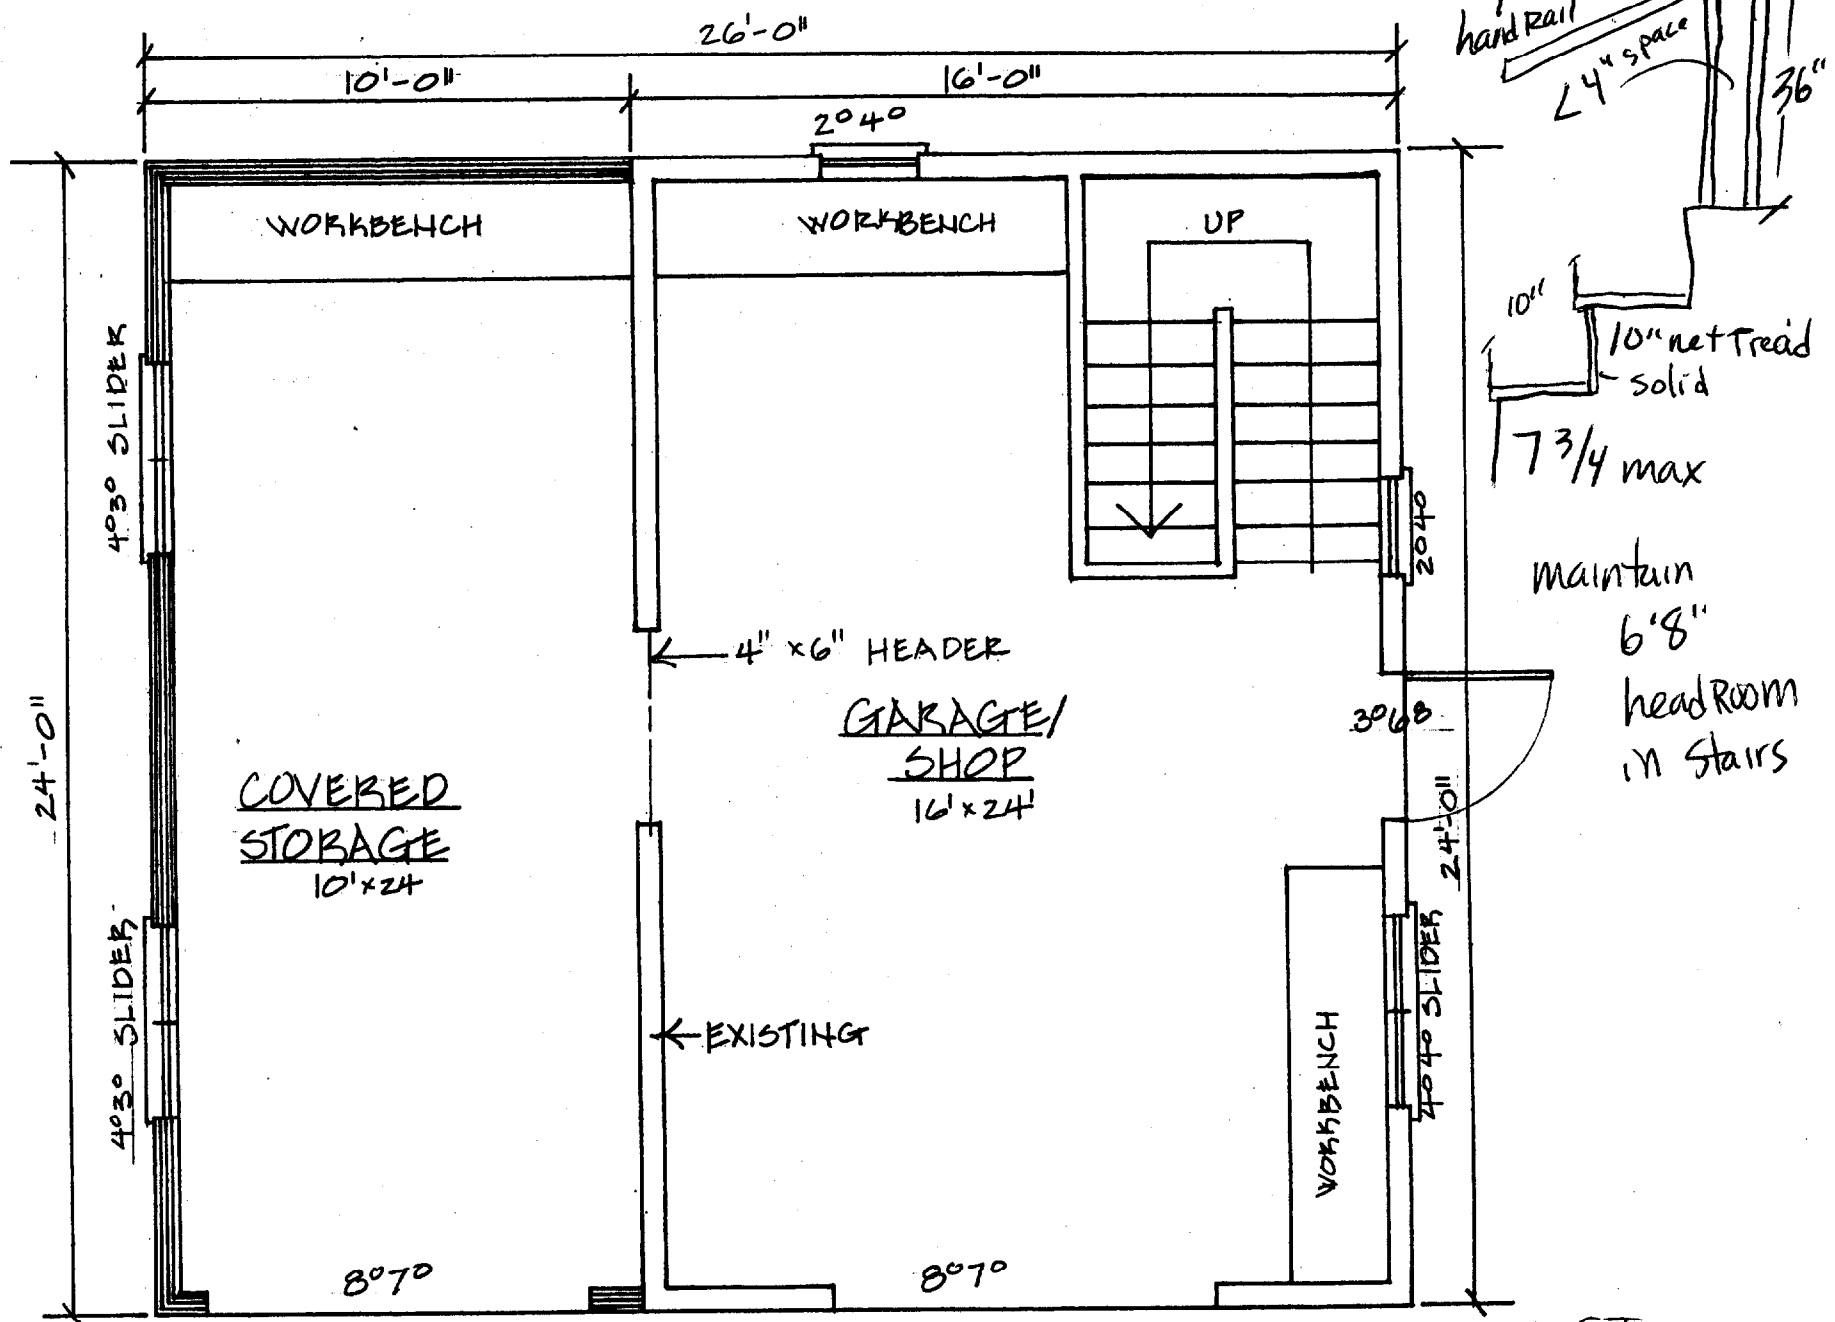 26'-0"
10'-0"
16'-0"
2⁰4⁰
handRail
<4" space
36"
WORKBENCH
WORKBENCH
UP
10"
10" net Tread
solid
7 3/4 max
4⁰3⁰ SLIDER
2⁰4⁰
maintain
6'8"
headRoom
in Stairs
4" x6" HEADER
GARAGE/
SHOP
16'x24'
3⁰6⁸
24'-0"
COVERED
STORAGE
10'x24
24'-0"
4⁰3⁰ SLIDER
EXISTING
WORKBENCH
4⁰4⁰ SLIDER
8⁰7⁰
8⁰7⁰